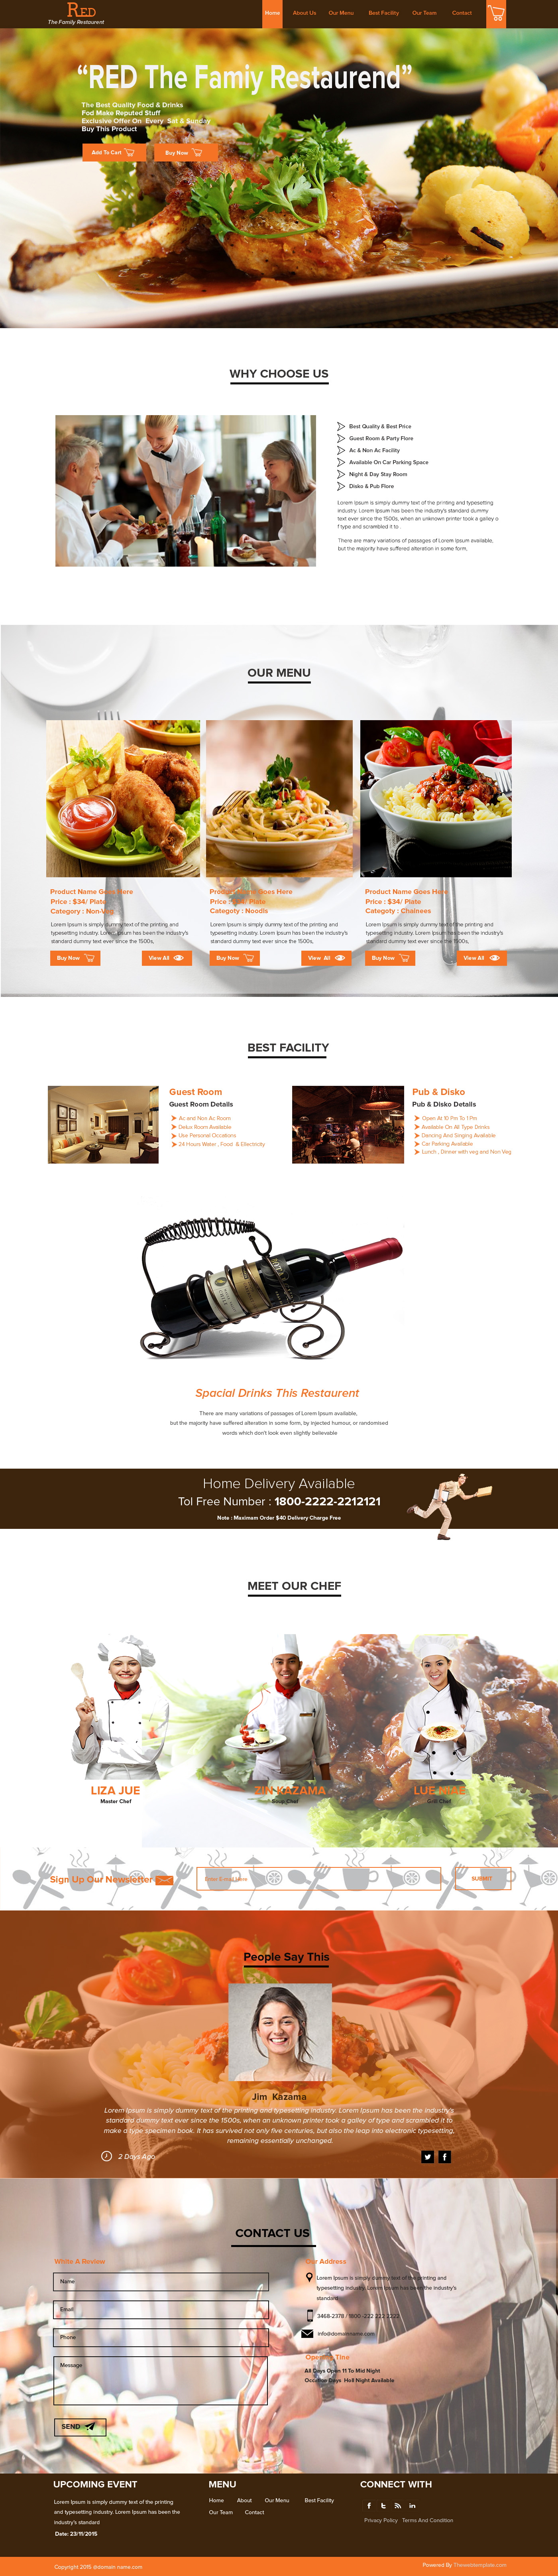 RED
The Family Restaurent
Home About Us Our Menu Best Facility Our Team Contact
“RED The Famiy Restaurend”
The Best Quality Food & Drinks
Fod Make Reputed Stuff
Exclusive Offer On Every Sat & Sunday
Buy This Product
Add To Cart Buy Now
WHY CHOOSE US
Best Quality & Best Price
Guest Room & Party Flore
Ac & Non Ac Facility
Available On Car Parking Space
Night & Day Stay Room
Disko & Pub Flore
Lorem Ipsum is simply dummy text of the printing and typesetting
industry. Lorem Ipsum has been the industry's standard dummy
text ever since the 1500s, when an unknown printer took a galley o
f type and scrambled it to .
There are many variations of passages of Lorem Ipsum available,
but the majority have suffered alteration in some form,
OUR MENU
Product Name Goes Here
Price : $34/ Plate
Category : Non-Veg
Lorem Ipsum is simply dummy text of the printing and
typesetting industry. Lorem Ipsum has been the industry's
standard dummy text ever since the 1500s,
Buy Now View All
Product Name Goes Here
Price : $34/ Plate
Categoty : Noodls
Lorem Ipsum is simply dummy text of the printing and
typesetting industry. Lorem Ipsum has been the industry's
standard dummy text ever since the 1500s,
Buy Now View All
Product Name Goes Here
Price : $34/ Plate
Categoty : Chainees
Lorem Ipsum is simply dummy text of the printing and
typesetting industry. Lorem Ipsum has been the industry's
standard dummy text ever since the 1500s,
Buy Now View All
BEST FACILITY
Guest Room
Guest Room Details
Ac and Non Ac Room
Delux Room Available
Use Personal Occations
24 Hours Water , Food & Ellectricity
Pub & Disko
Pub & Disko Details
Open At 10 Pm To 1 Pm
Available On All Type Drinks
Dancing And Singing Available
Car Parking Available
Lunch , Dinner with veg and Non Veg
Spacial Drinks This Restaurent
There are many variations of passages of Lorem Ipsum available,
but the majority have suffered alteration in some form, by injected humour, or randomised
words which don't look even slightly believable
Home Delivery Available
Tol Free Number : 1800-2222-2212121
Note : Maximam Order $40 Delivery Charge Free
MEET OUR CHEF
LIZA JUE
Master Chef
ZIN KAZAMA
Soup Chef
Grill Chef
Sign Up Our Newsletter
Enter E-mail Here
SUBMIT
People Say This
Jim Kazama
Lorem Ipsum is simply dummy text of the printing and typesetting industry. Lorem Ipsum has been the industry's
standard dummy text ever since the 1500s, when an unknown printer took a galley of type and scrambled it to
make a type specimen book. It has survived not only five centuries, but also the leap into electronic typesetting,
remaining essentially unchanged.
2 Days Ago
CONTACT US
White A Review
Name
Email
Phone
Message
SEND
Our Address
Lorem Ipsum is simply dummy text of the printing and
typesetting industry. Lorem Ipsum has been the industry's
standard
3468-2378 / 1800 -222 222 2222
info@domainname.com
Opening Tine
All Days Open 11 To Mid Night
Occation Days Holl Night Available
UPCOMING EVENT
Lorem Ipsum is simply dummy text of the printing
and typesetting industry. Lorem Ipsum has been the
industry's standard
Date: 23/11/2015
MENU
Home About Our Menu Best Facility
Our Team Contact
CONNECT WITH
Privacy Policy Terms And Condition
Copyright 2015 @domain name.com
Powered By Thewebtemplate.com